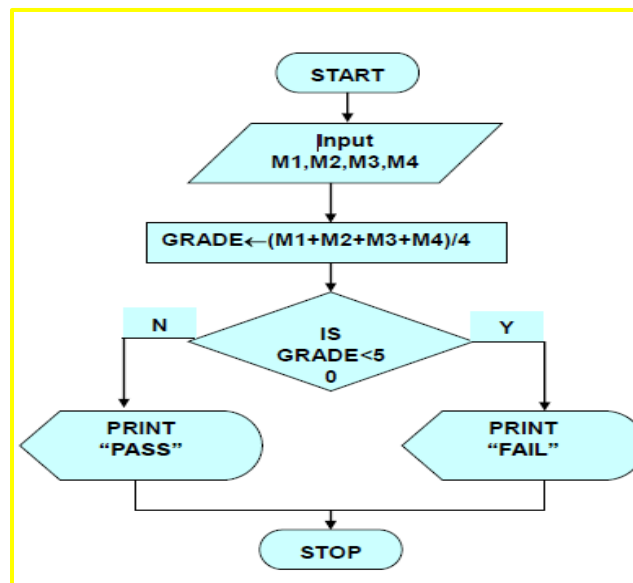 START
Input
M1,M2,M3,M4
GRADE←(M1+M2+M3+M4)/4
N
IS
GRADE<5
0
Y
PRINT
“PASS”
PRINT
“FAIL”
STOP